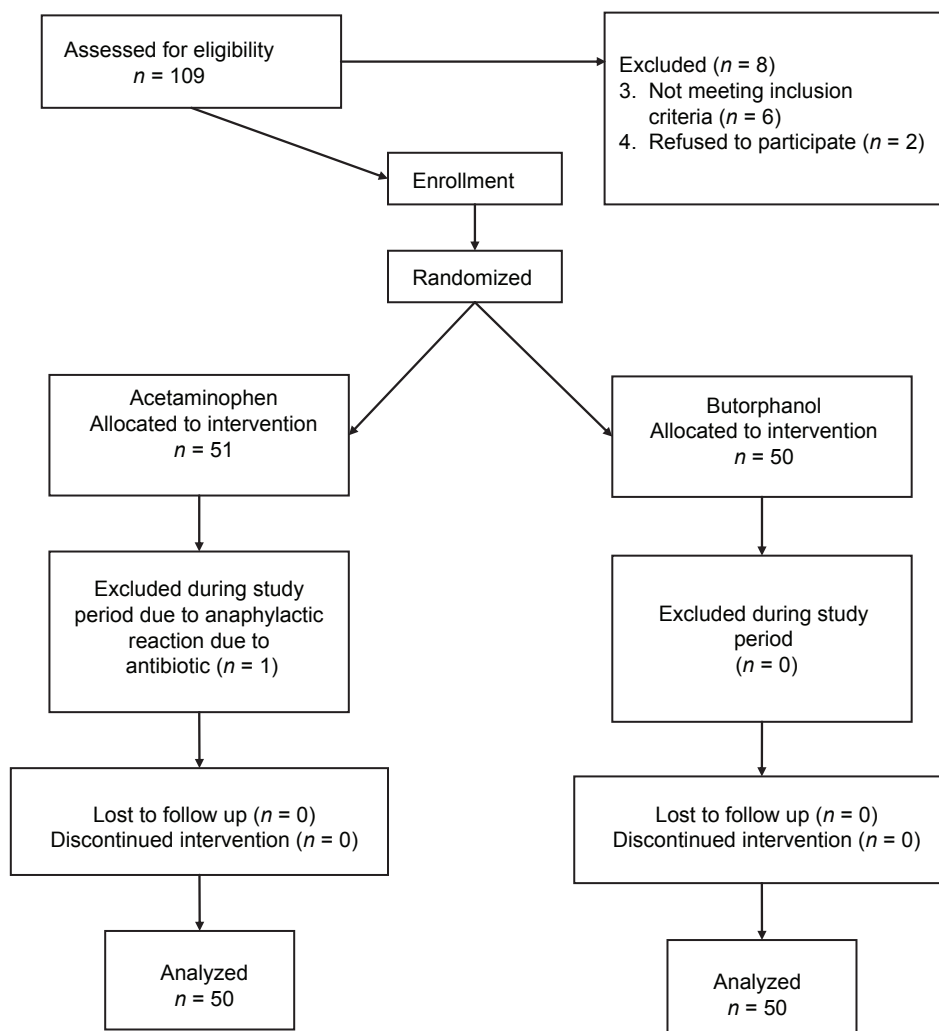 Assessed for eligibility
n = 109
Excluded (n = 8)
3. Not meeting inclusion
criteria (n = 6)
4. Refused to participate (n = 2)
Enrollment
Randomized
Acetaminophen
Allocated to intervention
n = 51
Butorphanol
Allocated to intervention
n = 50
Excluded during study
period due to anaphylactic
reaction due to
antibiotic (n = 1)
Excluded during study
period
(n = 0)
Lost to follow up (n = 0)
Discontinued intervention (n = 0)
Lost to follow up (n = 0)
Discontinued intervention (n = 0)
Analyzed
n = 50
Analyzed
n = 50